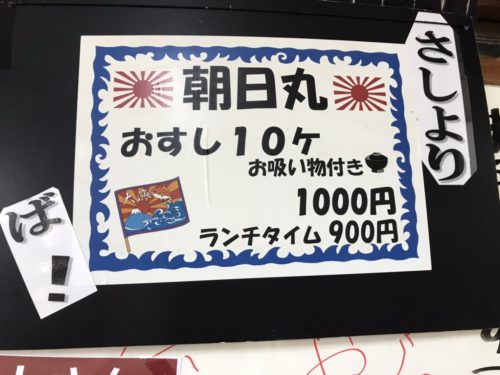 さしより
朝日丸
おすし10ケ
お吸い物付き
1000円
ランチタイム 900円
ば!